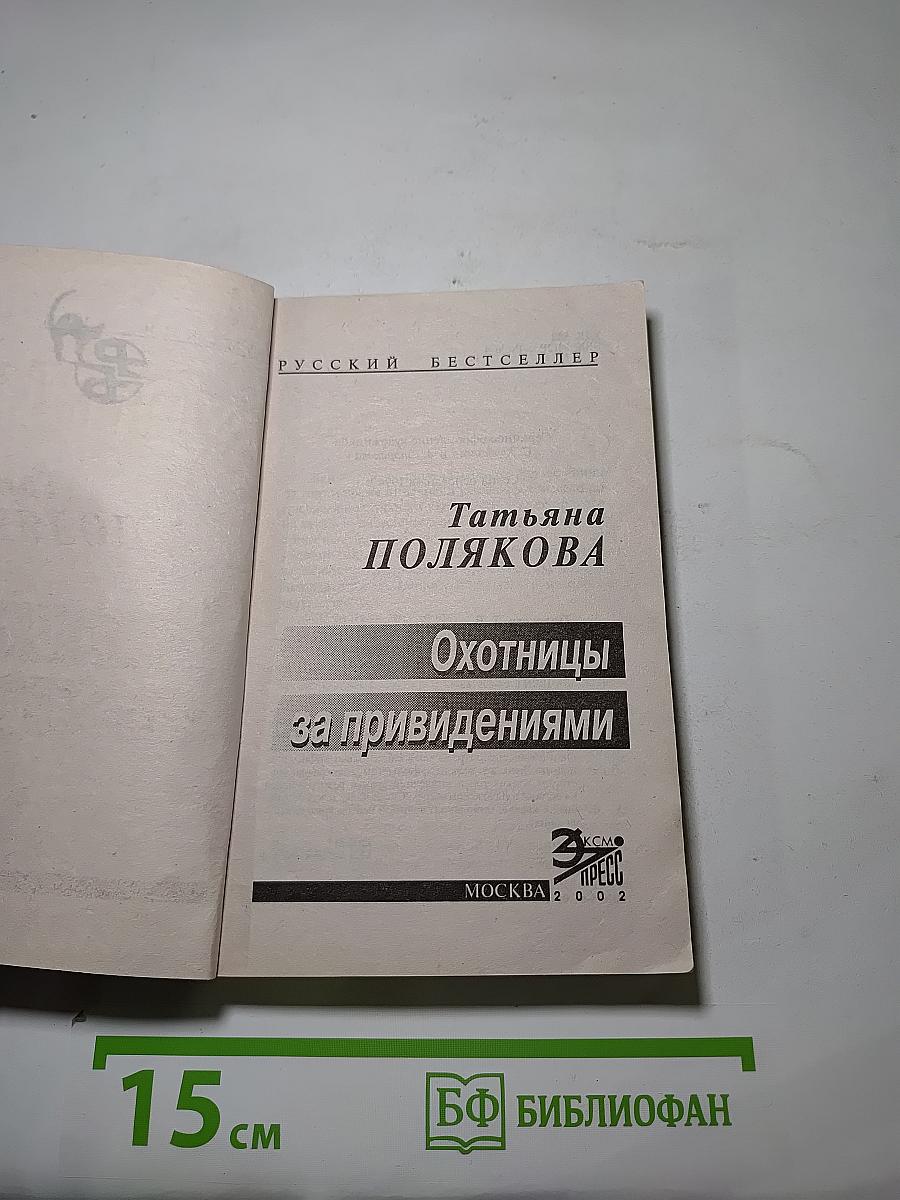 РУССКИЙ БЕСТСЕЛЛЕР
Татьяна
ПОЛЯКОВА
Охотницы
за привидениями
ЭКСМО
ПРЕСС
МОСКВА 2002
15 см
БФ БИБЛИОФАН